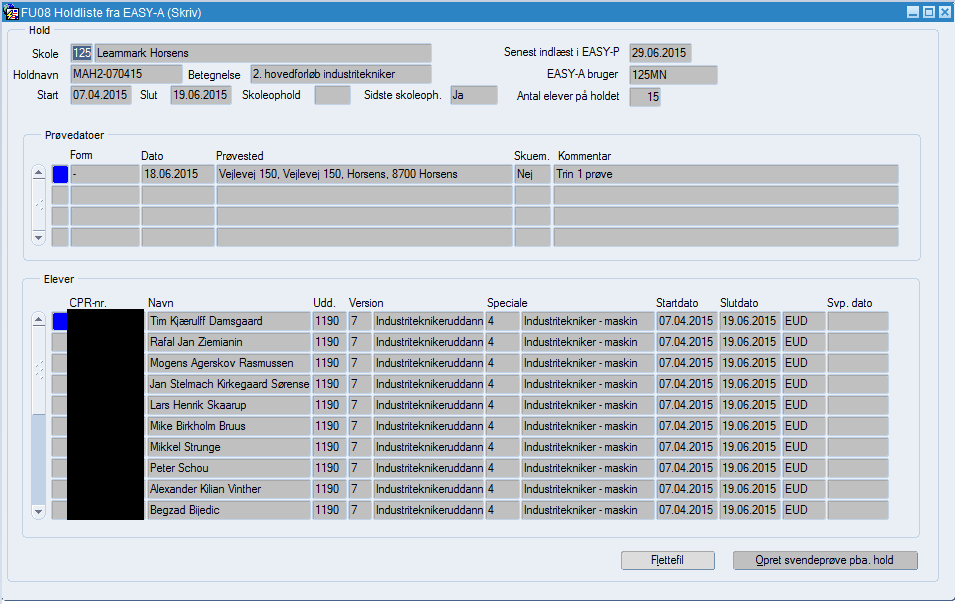 FU08 Holdliste fra EASY-A (Skriv)
Hold
Skole 125 Learnmark Horsens Senest indlæst i EASY-P 29.06.2015
Holdnavn MAH2-070415 Betegnelse 2. hovedforløb industritekniker EASY-A bruger 125MN
Start 07.04.2015 Slut 19.06.2015 Skoleophold Sidste skoleoph. Ja Antal elever på holdet 15
Prøvedatoer
Form Dato Prøvested Skuem. Kommentar
- 18.06.2015 Vejlevej 150, Vejlevej 150, Horsens, 8700 Horsens Nej Trin 1 prøve
Elever
CPR-nr. Navn Udd. Version Speciale Startdato Slutdato Svp. dato
Tim Kjærulff Damsgaard 1190 7 Industriteknikeruddann 4 Industritekniker - maskin 07.04.2015 19.06.2015 EUD
Rafal Jan Ziemianin 1190 7 Industriteknikeruddann 4 Industritekniker - maskin 07.04.2015 19.06.2015 EUD
Mogens Agerskov Rasmussen 1190 7 Industriteknikeruddann 4 Industritekniker - maskin 07.04.2015 19.06.2015 EUD
Jan Stelmach Kirkegaard Sørense 1190 7 Industriteknikeruddann 4 Industritekniker - maskin 07.04.2015 19.06.2015 EUD
Lars Henrik Skaarup 1190 7 Industriteknikeruddann 4 Industritekniker - maskin 07.04.2015 19.06.2015 EUD
Mike Birkholm Bruus 1190 7 Industriteknikeruddann 4 Industritekniker - maskin 07.04.2015 19.06.2015 EUD
Mikkel Strunge 1190 7 Industriteknikeruddann 4 Industritekniker - maskin 07.04.2015 19.06.2015 EUD
Peter Schou 1190 7 Industriteknikeruddann 4 Industritekniker - maskin 07.04.2015 19.06.2015 EUD
Alexander Kilian Vinther 1190 7 Industriteknikeruddann 4 Industritekniker - maskin 07.04.2015 19.06.2015 EUD
Begzad Bijedic 1190 7 Industriteknikeruddann 4 Industritekniker - maskin 07.04.2015 19.06.2015 EUD
Flettefil Opret svendeprøve pba. hold